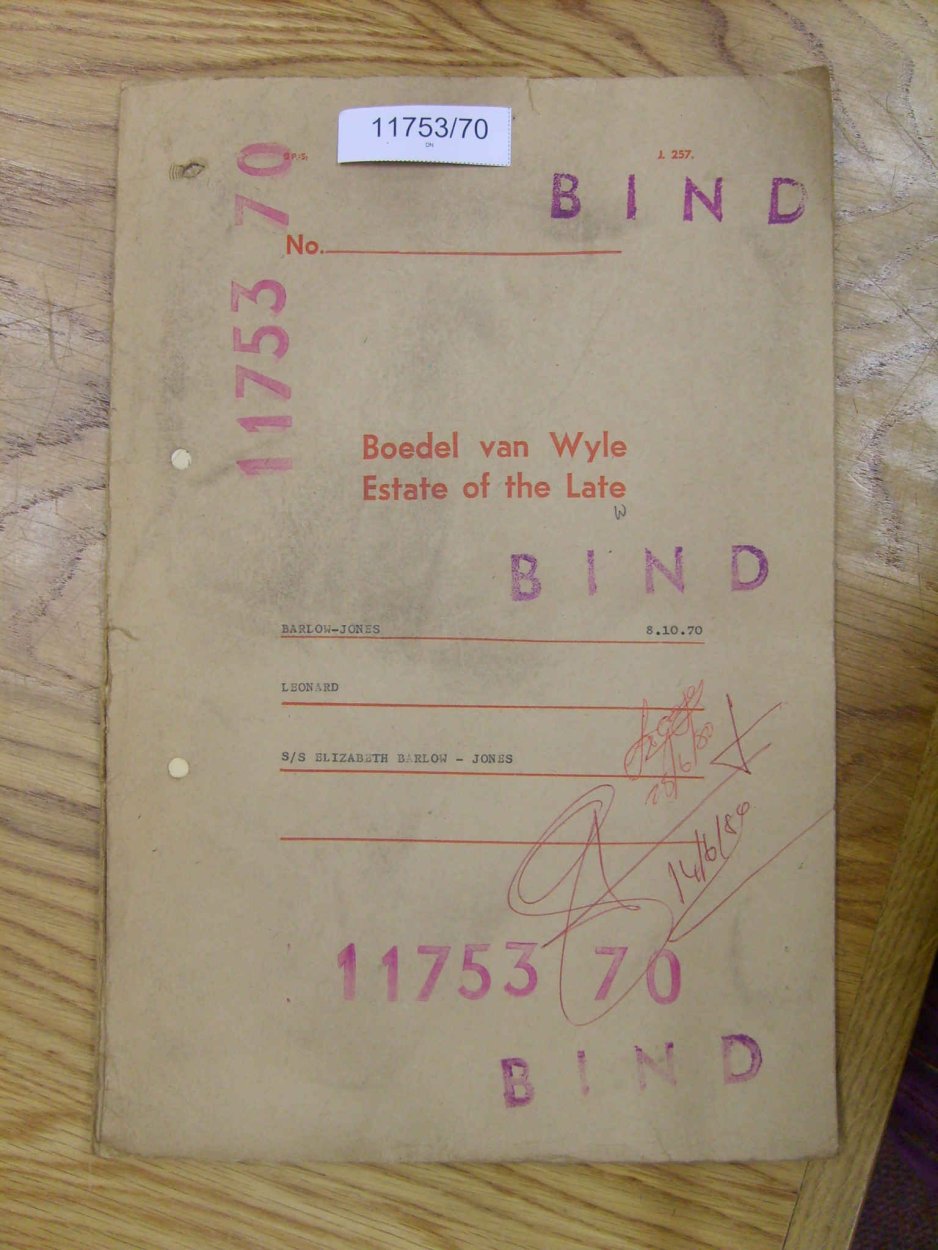 11753/70
J. 257.
BIND
11753 70
No.
Boedel van Wyle
Estate of the Late
W
BIND
BARLOW-JONES 8.10.70
LEONARD
S/S ELIZABETH BARLOW - JONES
14/6/80
11753 70
BIND